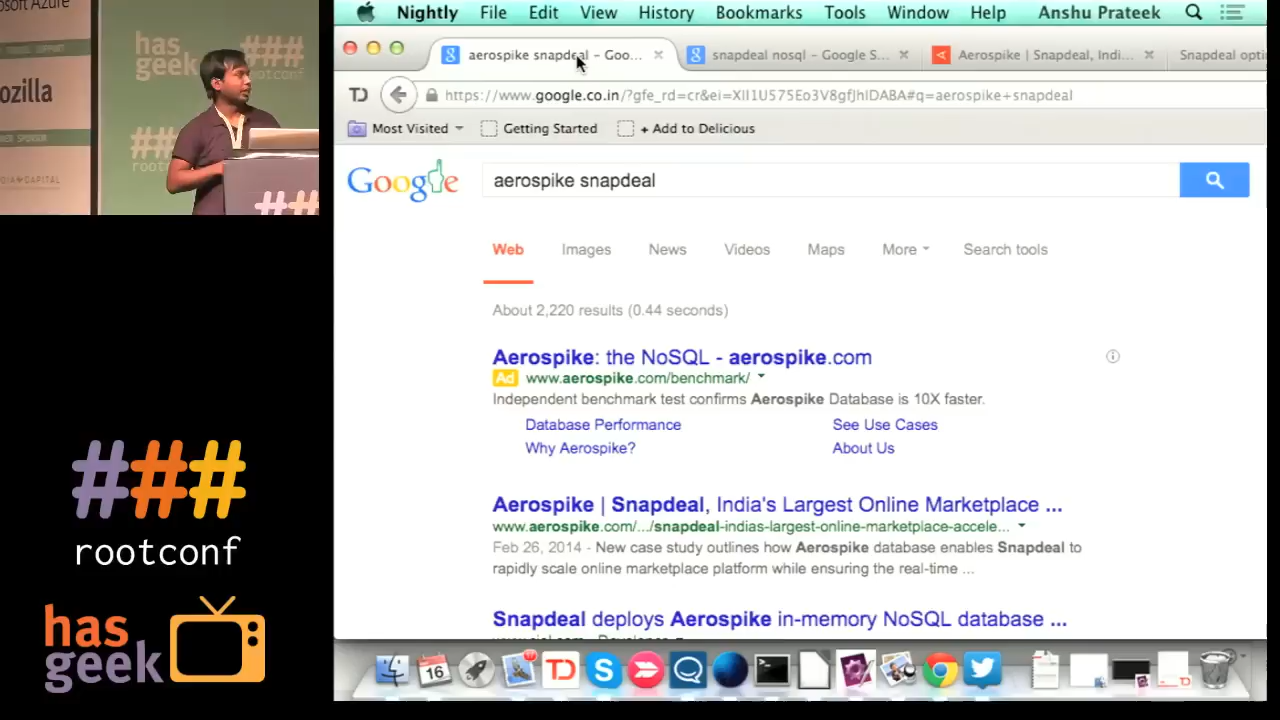 osoft Azure
ozilla
has
geek
###
rootconf
##
Nightly File Edit View History Bookmarks Tools Window Help Anshu Prateek
aerospike snapdeal – Goo... snapdeal nosql – Google S... Aerospike | Snapdeal, Indi... Snapdeal opti
https://www.google.co.in/?gfe_rd=cr&ei=XII1U575Eo3V8gfJhIDABA#q=aerospike+snapdeal
Most Visited Getting Started + Add to Delicious
Google aerospike snapdeal
Web Images News Videos Maps More Search tools
About 2,220 results (0.44 seconds)
Aerospike: the NoSQL - aerospike.com
Ad www.aerospike.com/benchmark/
Independent benchmark test confirms Aerospike Database is 10X faster.
Database Performance See Use Cases
Why Aerospike? About Us
Aerospike | Snapdeal, India's Largest Online Marketplace ...
www.aerospike.com/.../snapdeal-indias-largest-online-marketplace-accele...
Feb 26, 2014 - New case study outlines how Aerospike database enables Snapdeal to
rapidly scale online marketplace platform while ensuring the real-time ...
Snapdeal deploys Aerospike in-memory NoSQL database ...
16
###
rootconf
has
geek